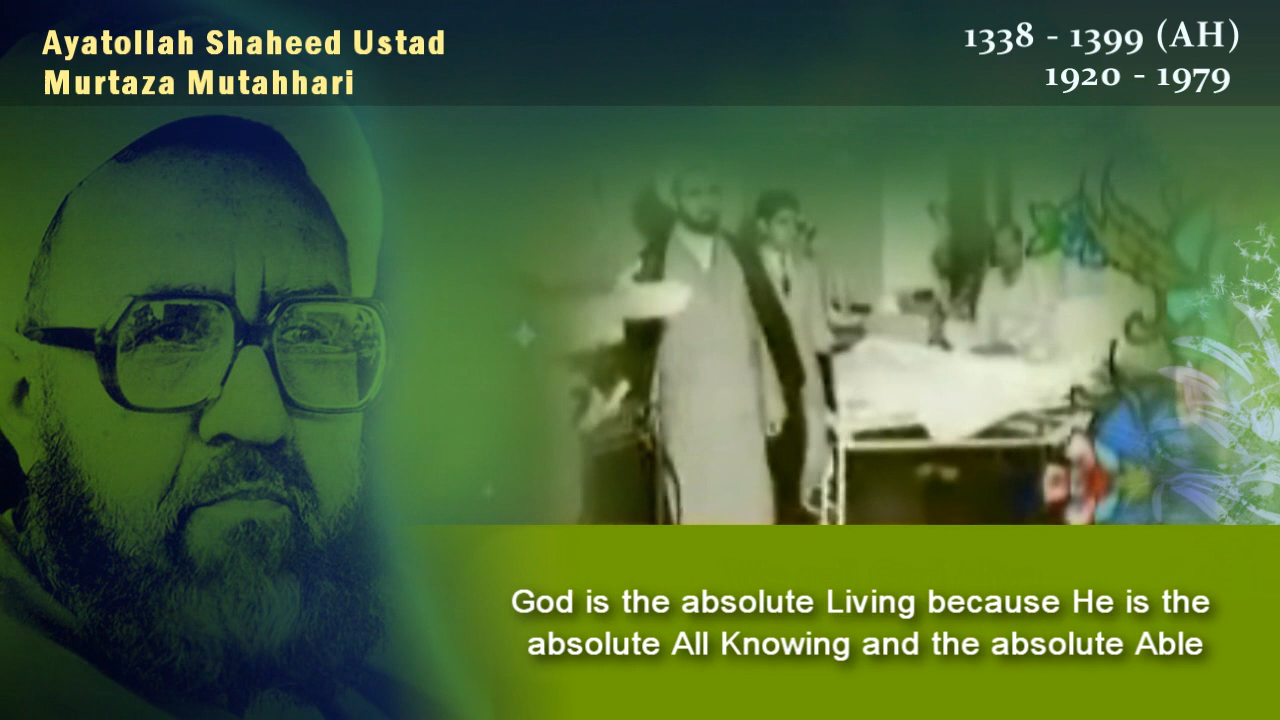 Ayatollah Shaheed Ustad
Murtaza Mutahhari
1338 - 1399 (AH)
1920 - 1979
God is the absolute Living because He is the
absolute All Knowing and the absolute Able